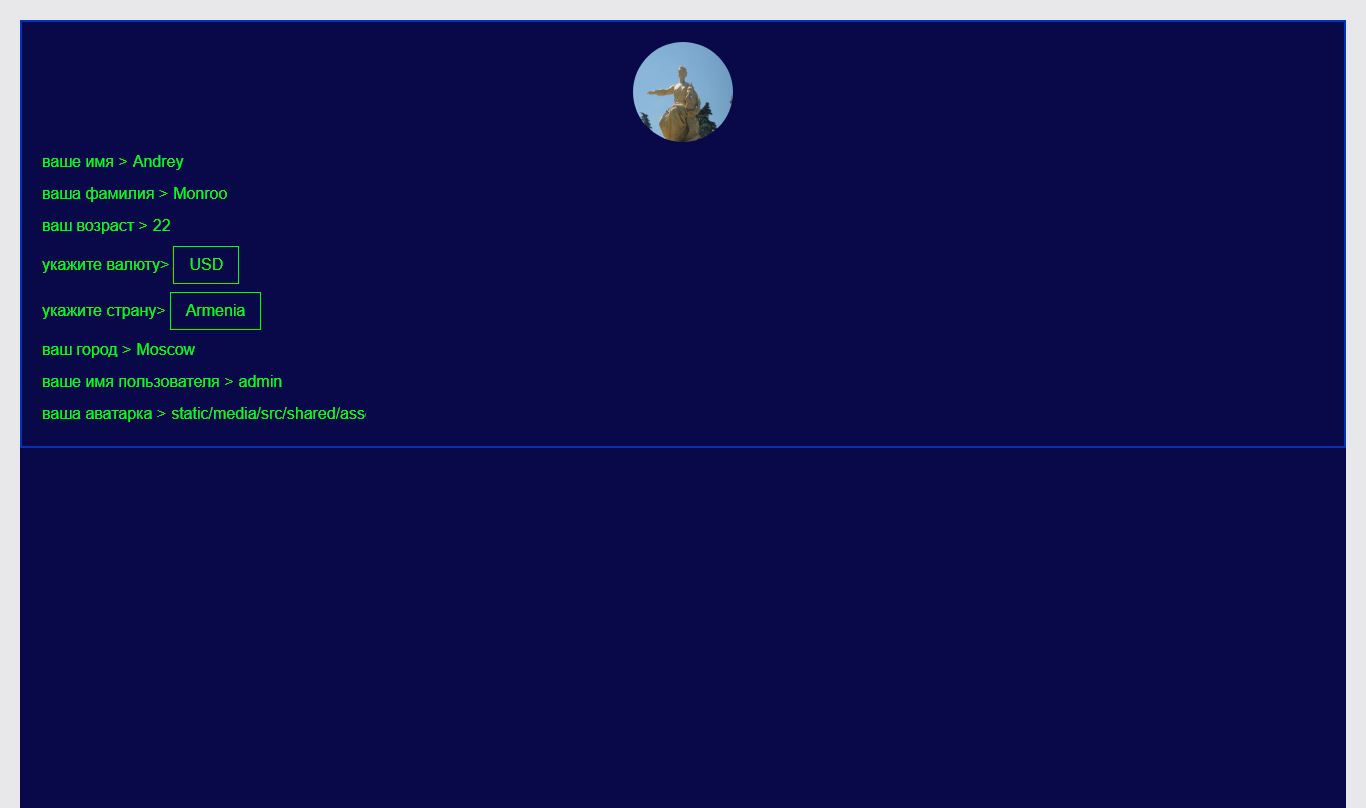 ваше имя > Andrey
ваша фамилия > Monroo
ваш возраст > 22
укажите валюту> USD
укажите страну> Armenia
ваш город > Moscow
ваше имя пользователя > admin
ваша аватарка > static/media/src/shared/ass